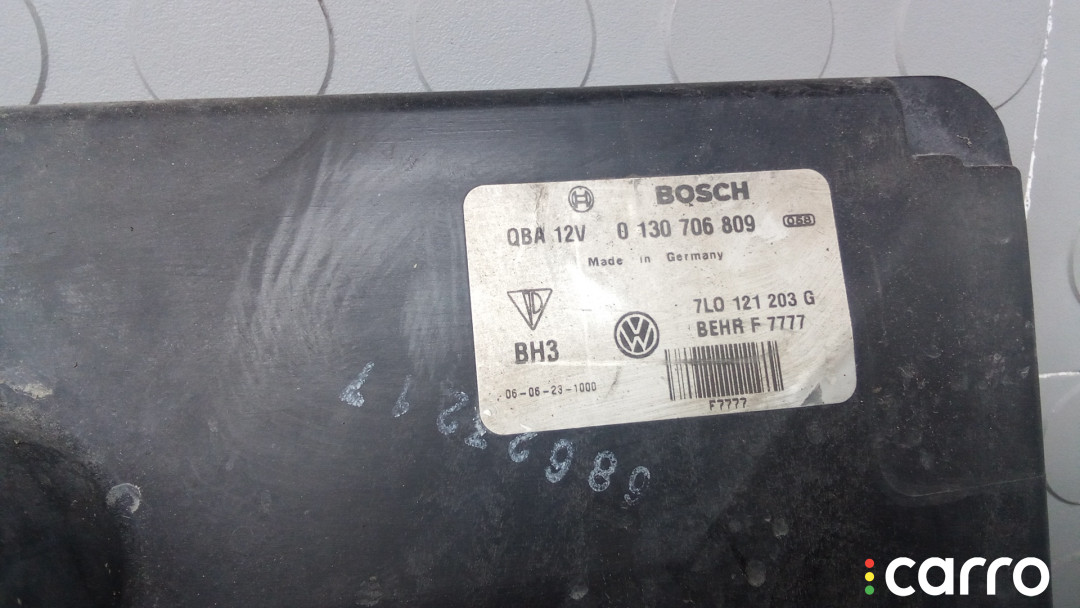 BOSCH
QBA 12V 0 130 706 809
Made in Germany
7L0 121 203 G
BEHR F 7777
BH3
06-06-23-1000
F7777
carro